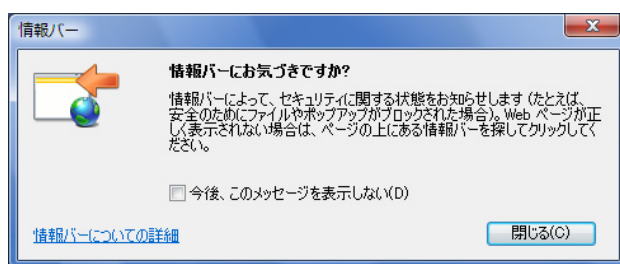 情報バー
情報バーにお気づきですか?
情報バーによって、セキュリティに関する状態をお知らせします (たとえば、
安全のためにファイルやポップアップがブロックされた場合)。Web ページが正
しく表示されない場合は、ページの上にある情報バーを探してクリックしてく
ださい。
今後、このメッセージを表示しない(D)
情報バーについての詳細
閉じる(C)